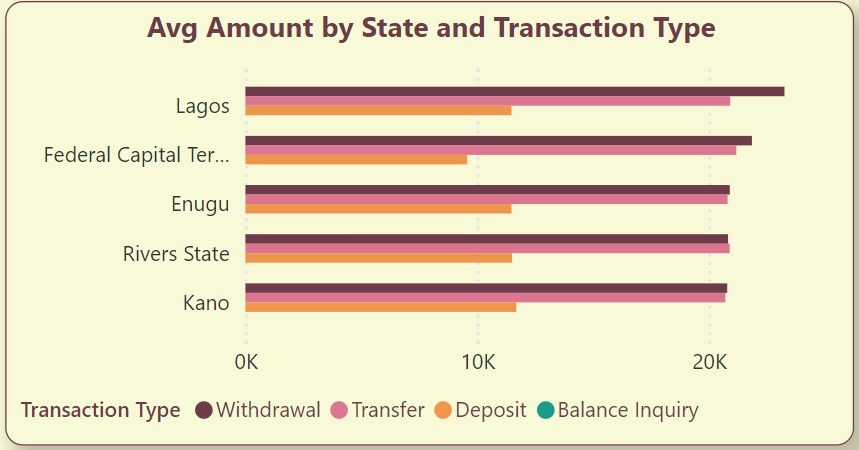 Avg Amount by State and Transaction Type
Lagos
Federal Capital Ter...
Enugu
Rivers State
Kano
0K 10K 20K
Transaction Type Withdrawal Transfer Deposit Balance Inquiry